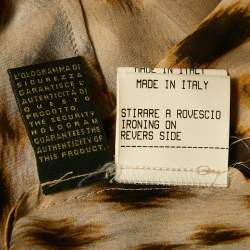 L'OLOGRAMMA DI
SICUREZZA
GARANTISCE L'
AUTENTICITÀ DI
QUESTO
PRODOTTO.
THE SECURITY
HOLOGRAM
GUARANTEES THE
AUTHENTICITY OF
THIS PRODUCT.
MADE IN ITALY
MADE IN ITALY
STIRARE A ROVESCIO
IRONING ON
REVERS SIDE